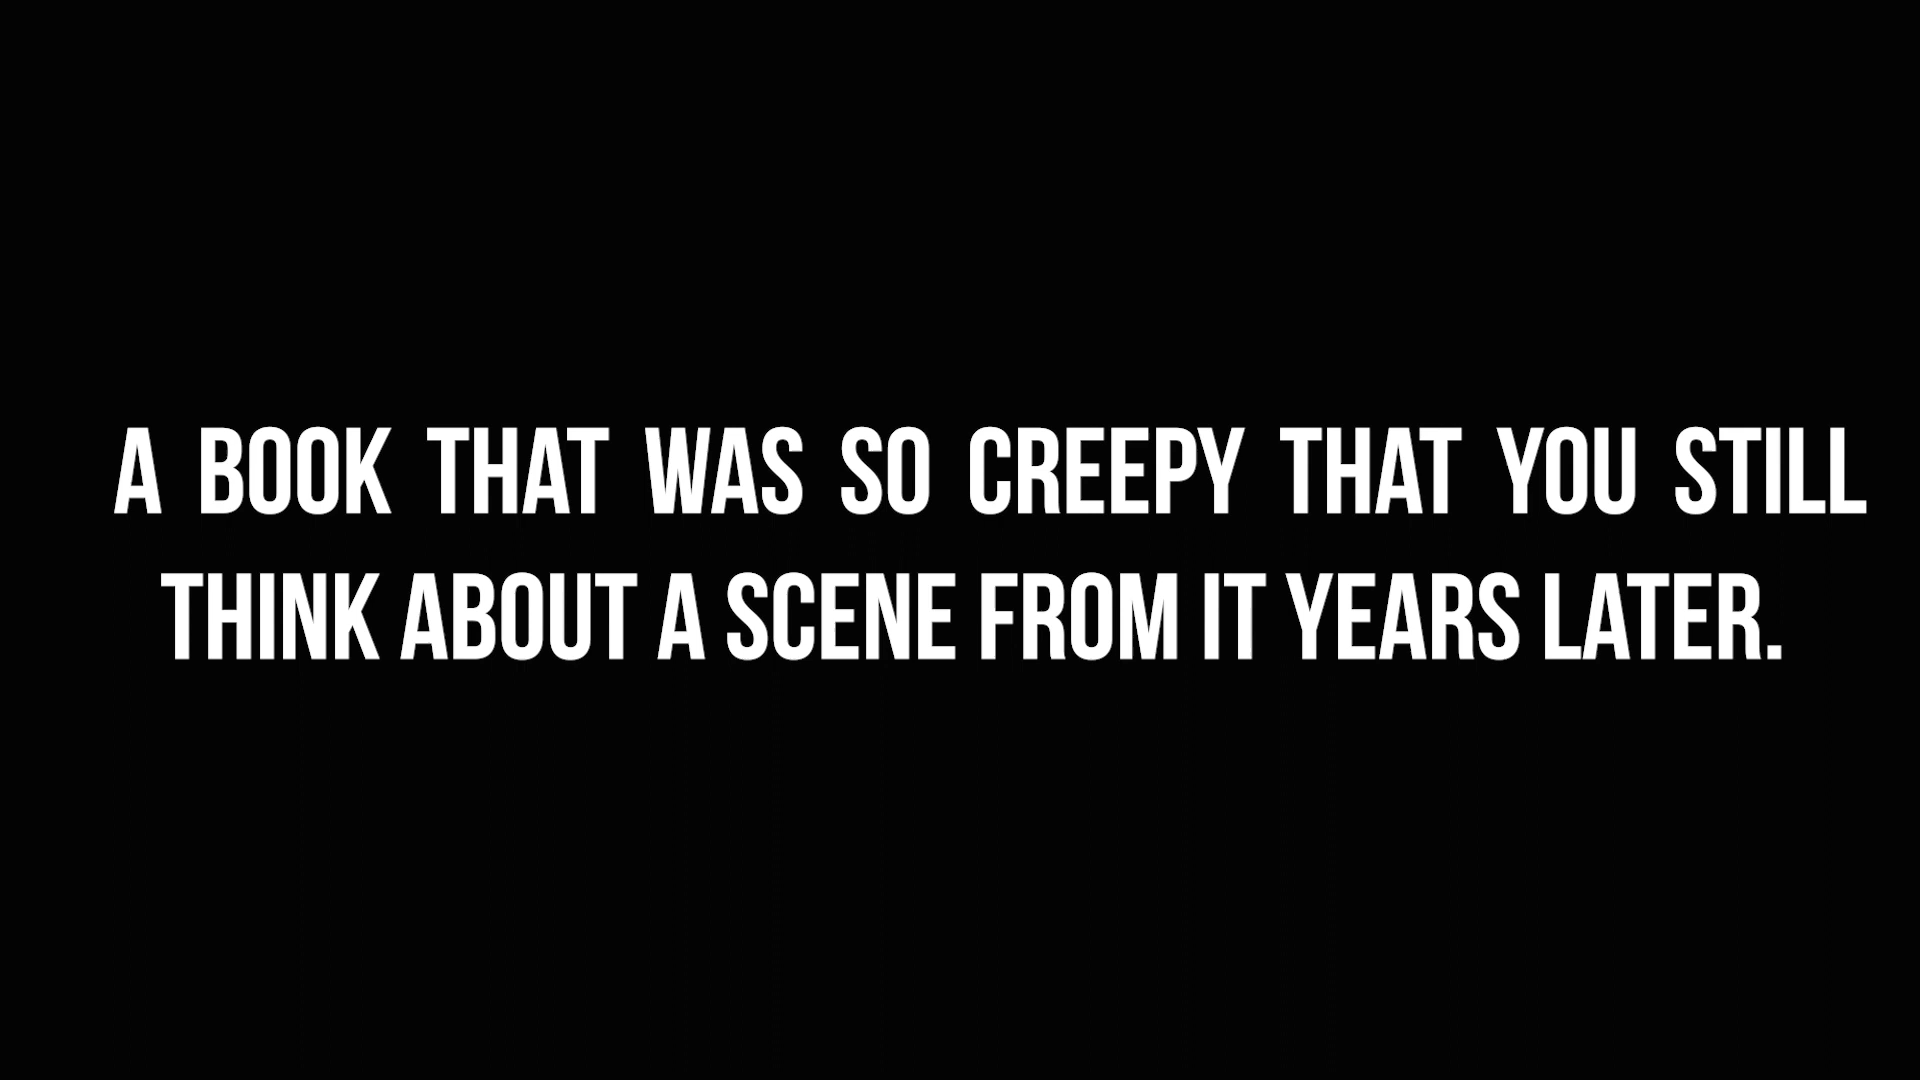 A BOOK THAT WAS SO CREEPY THAT YOU STILL
THINK ABOUT A SCENE FROM IT YEARS LATER.